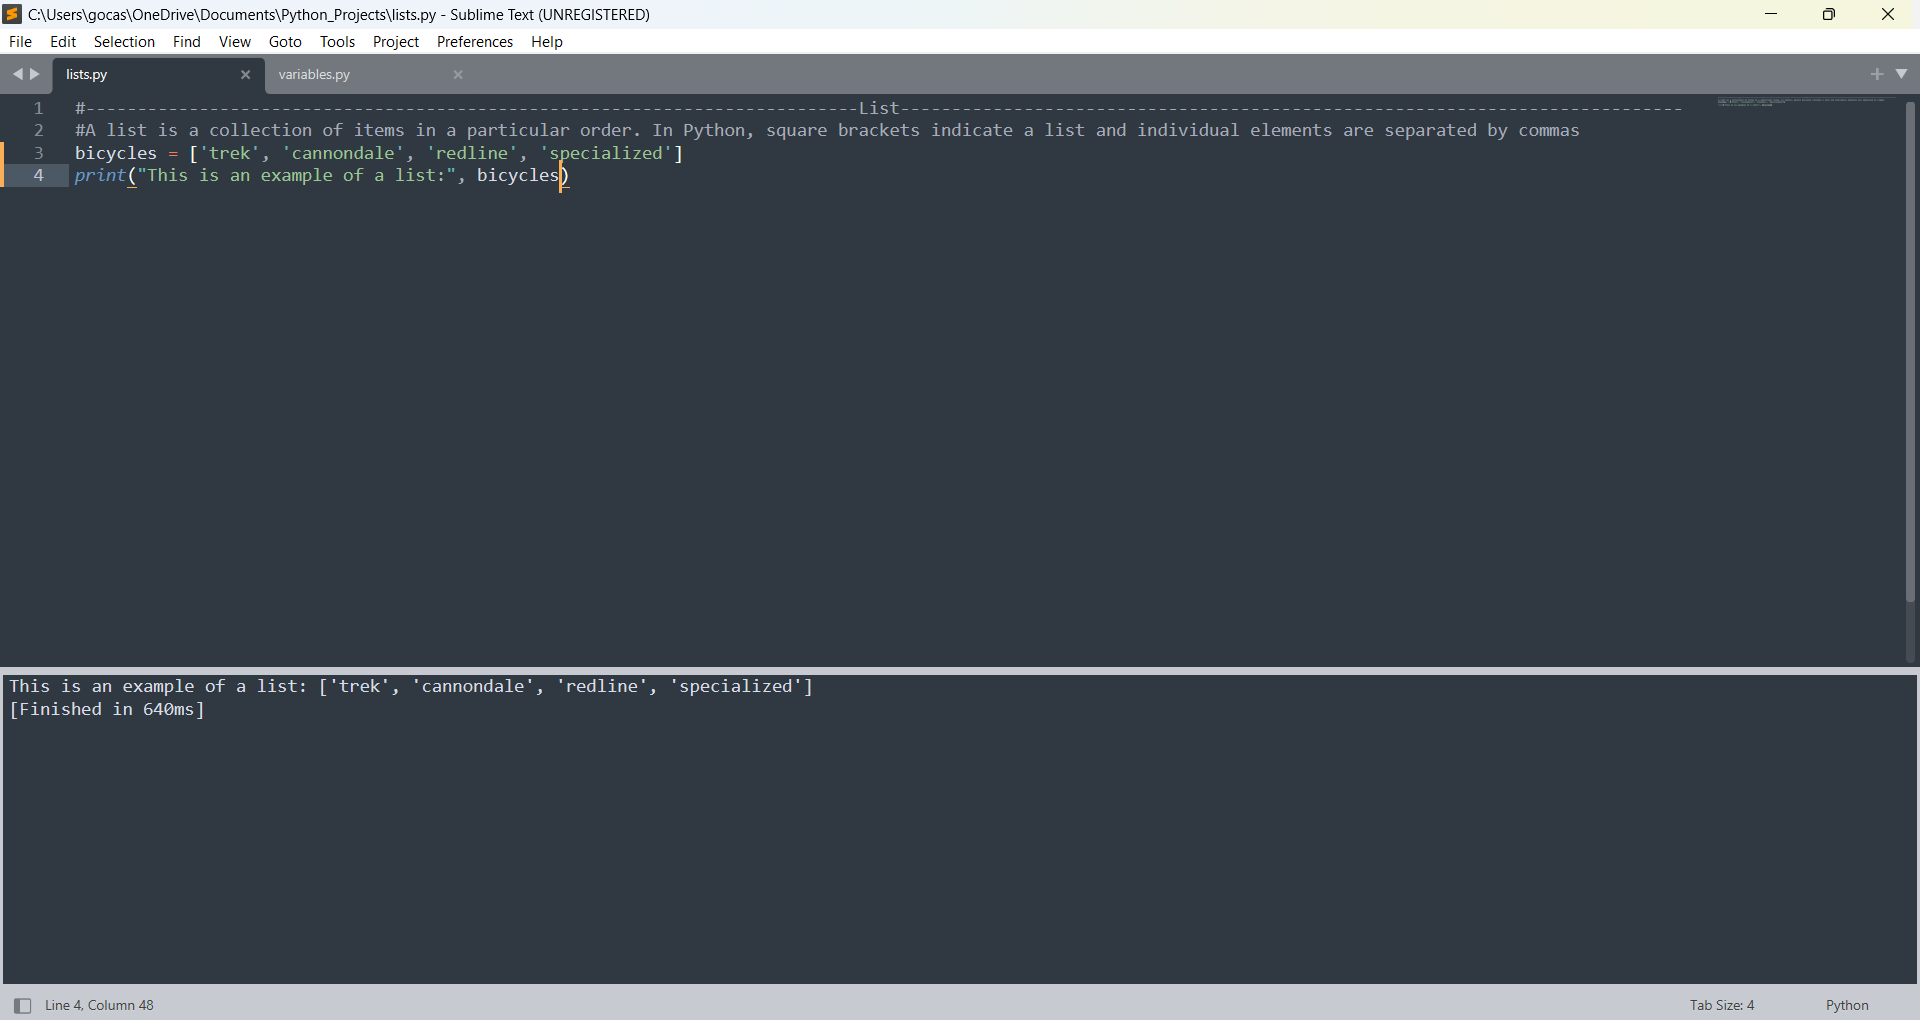 C:\Users\gocas\OneDrive\Documents\Python_Projects\lists.py - Sublime Text (UNREGISTERED)
File Edit Selection Find View Goto Tools Project Preferences Help
lists.py variables.py
1 #---------------------------------------------------------------------------List----------------------------------------------------------------------------
2 #A list is a collection of items in a particular order. In Python, square brackets indicate a list and individual elements are separated by commas
3 bicycles = ['trek', 'cannondale', 'redline', 'specialized']
4 print("This is an example of a list:", bicycles)
This is an example of a list: ['trek', 'cannondale', 'redline', 'specialized']
[Finished in 640ms]
Line 4, Column 48 Tab Size: 4 Python